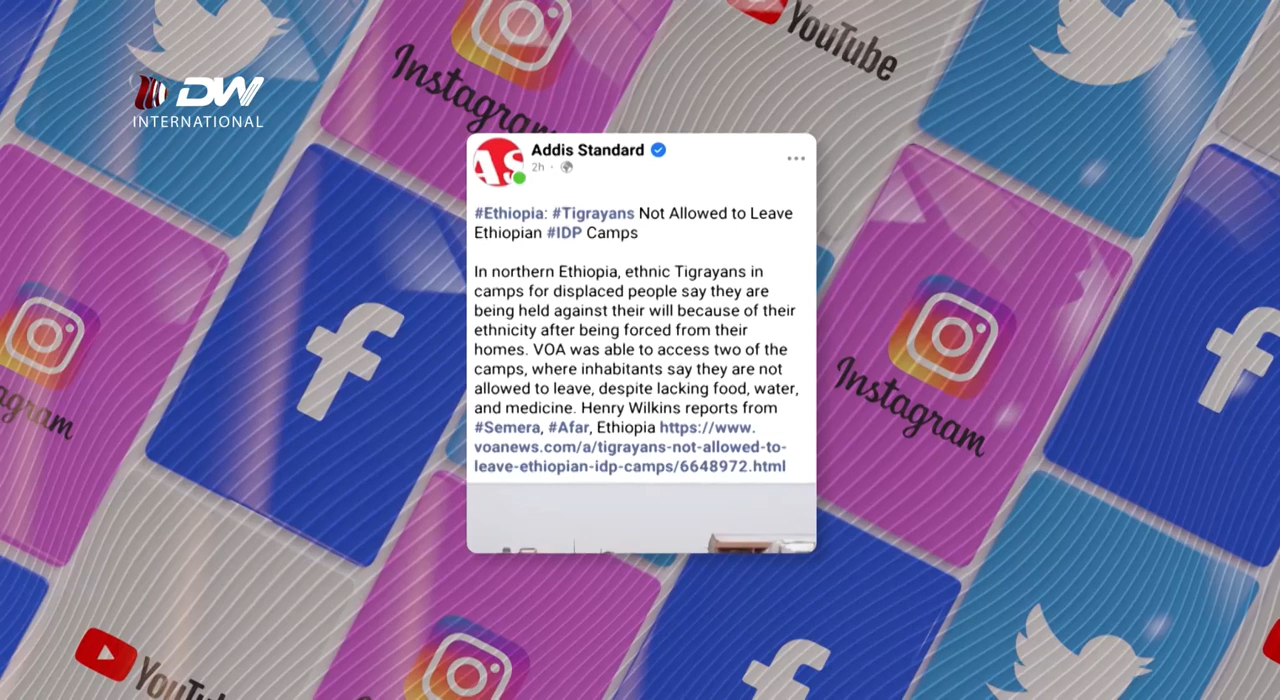 DW
INTERNATIONAL
Instagram
YouTube
Addis Standard
2h ·
#Ethiopia: #Tigrayans Not Allowed to Leave
Ethiopian #IDP Camps
In northern Ethiopia, ethnic Tigrayans in
camps for displaced people say they are
being held against their will because of their
ethnicity after being forced from their
homes. VOA was able to access two of the
camps, where inhabitants say they are not
allowed to leave, despite lacking food, water,
and medicine. Henry Wilkins reports from
#Semera, #Afar, Ethiopia https://www.
voanews.com/a/tigrayans-not-allowed-to-
leave-ethiopian-idp-camps/6648972.html
agram
Instagram
YouTu